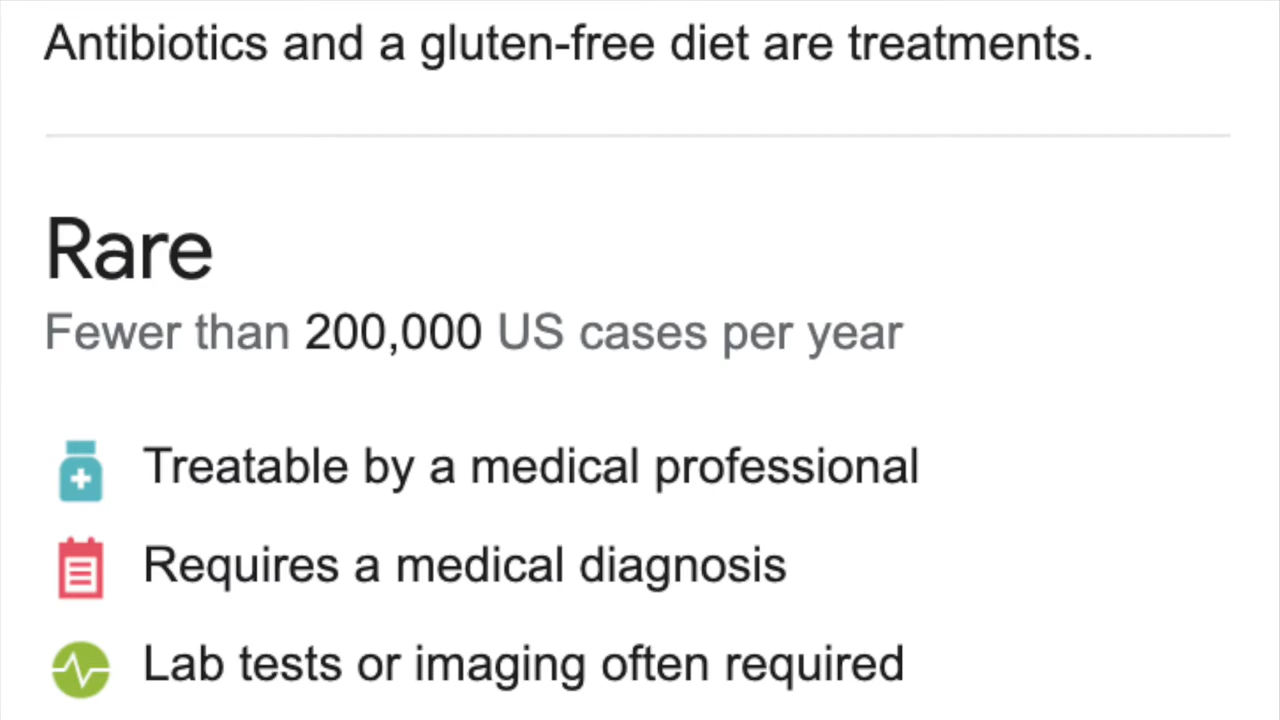 Antibiotics and a gluten-free diet are treatments.
Rare
Fewer than 200,000 US cases per year
Treatable by a medical professional
Requires a medical diagnosis
Lab tests or imaging often required